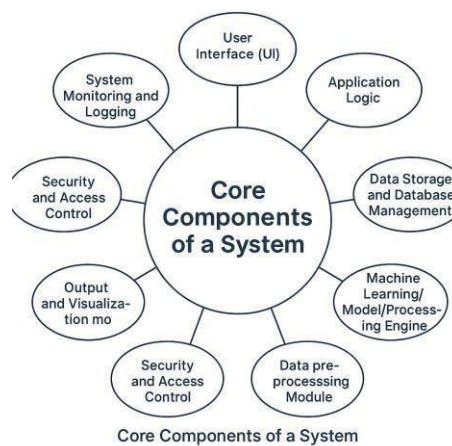 User
Interface (UI)
Application
Logic
Data Storage
and Database
Management
Machine
Learning/
Model/Process-
ing Engine
Data pre-
processsing
Module
Security
and Access
Control
Output
and Visualiza-
tion mo
Security
and Access
Control
System
Monitoring and
Logging
Core
Components
of a System
Core Components of a System